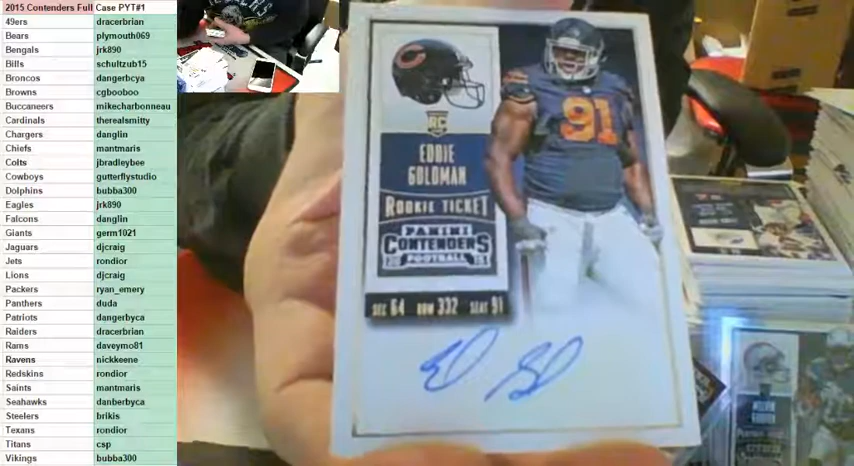 2015 Contenders Full Case PYT#1
49ers dracerbrian
Bears plymouth069
Bengals jrk890
Bills schultzub15
Broncos dangerbcya
Browns cgbooboo
Buccaneers mikecharbonneau
Cardinals therealsmitty
Chargers danglin
Chiefs mantmaris
Colts jbradleybee
Cowboys gutterflystudio
Dolphins bubba300
Eagles jrk890
Falcons danglin
Giants germ1021
Jaguars djcraig
Jets rondior
Lions djcraig
Packers ryan_emery
Panthers duda
Patriots dangerbyca
Raiders dracerbrian
Rams daveymo81
Ravens nickkeene
Redskins rondior
Saints mantmaris
Seahawks danberbyca
Steelers brikis
Texans rondior
Titans csp
Vikings bubba300
RC
EDDIE
GOLDMAN
ROOKIE TICKET
PANINI
CONTENDERS
FOOTBALL
SEC 64 ROW 332 SEAT 91
91
MELVIN
GORDON